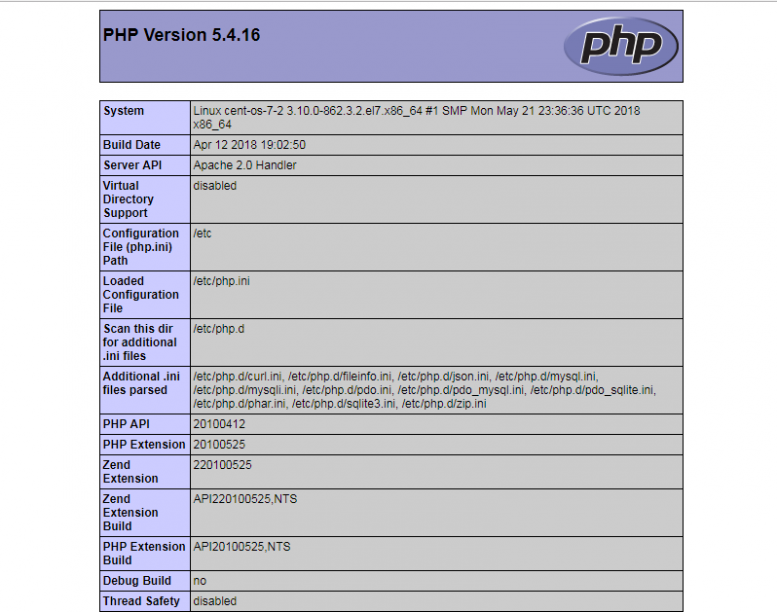 PHP Version 5.4.16
php
System
Linux cent-os-7-2 3.10.0-862.3.2.el7.x86_64 #1 SMP Mon May 21 23:36:36 UTC 2018
x86_64
Build Date
Apr 12 2018 19:02:50
Server API
Apache 2.0 Handler
Virtual
Directory
Support
disabled
Configuration
File (php.ini)
Path
/etc
Loaded
Configuration
File
/etc/php.ini
Scan this dir
for additional
.ini files
/etc/php.d
Additional .ini
files parsed
/etc/php.d/curl.ini, /etc/php.d/fileinfo.ini, /etc/php.d/json.ini, /etc/php.d/mysql.ini,
/etc/php.d/mysqli.ini, /etc/php.d/pdo.ini, /etc/php.d/pdo_mysql.ini, /etc/php.d/pdo_sqlite.ini,
/etc/php.d/phar.ini, /etc/php.d/sqlite3.ini, /etc/php.d/zip.ini
PHP API
20100412
PHP Extension
20100525
Zend
Extension
220100525
Zend
Extension
Build
API220100525,NTS
PHP Extension
Build
API20100525,NTS
Debug Build
no
Thread Safety
disabled